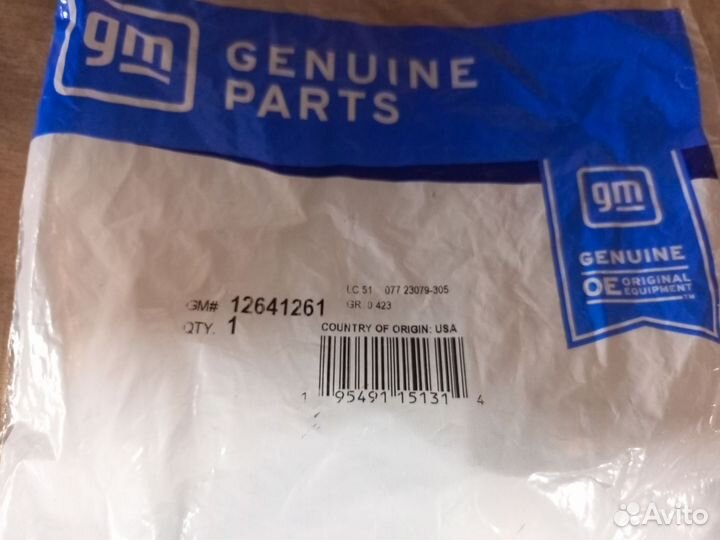 gm
GENUINE
PARTS
gm
GENUINE
OE ORIGINAL EQUIPMENT™
LC 51 077 23079-305
GM# 12641261 GR. 0 423
QTY. 1
COUNTRY OF ORIGIN: USA
1 95491 15131 4
Avito